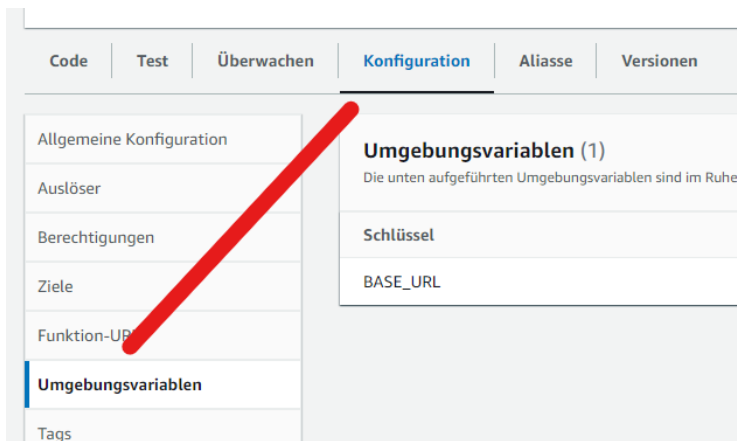 Code Test Überwachen Konfiguration Aliasse Versionen
Allgemeine Konfiguration
Auslöser
Berechtigungen
Ziele
Umgebungsvariablen
Tags
Umgebungsvariablen (1)
Die unten aufgeführten Umgebungsvariablen sind im Ruhe
Schlüssel
BASE_URL